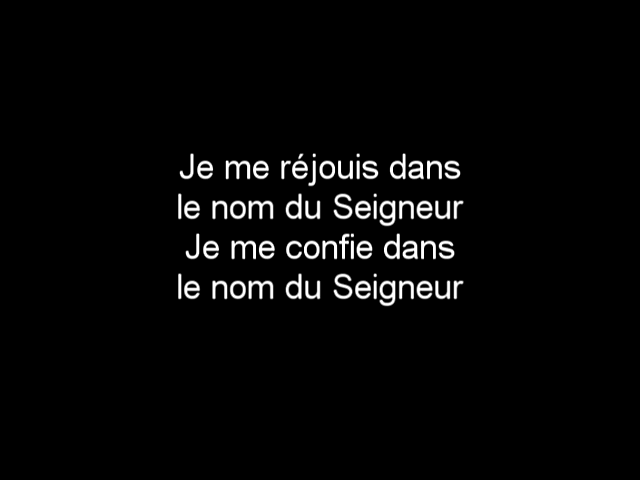 Je me réjouis dans
le nom du Seigneur
Je me confie dans
le nom du Seigneur